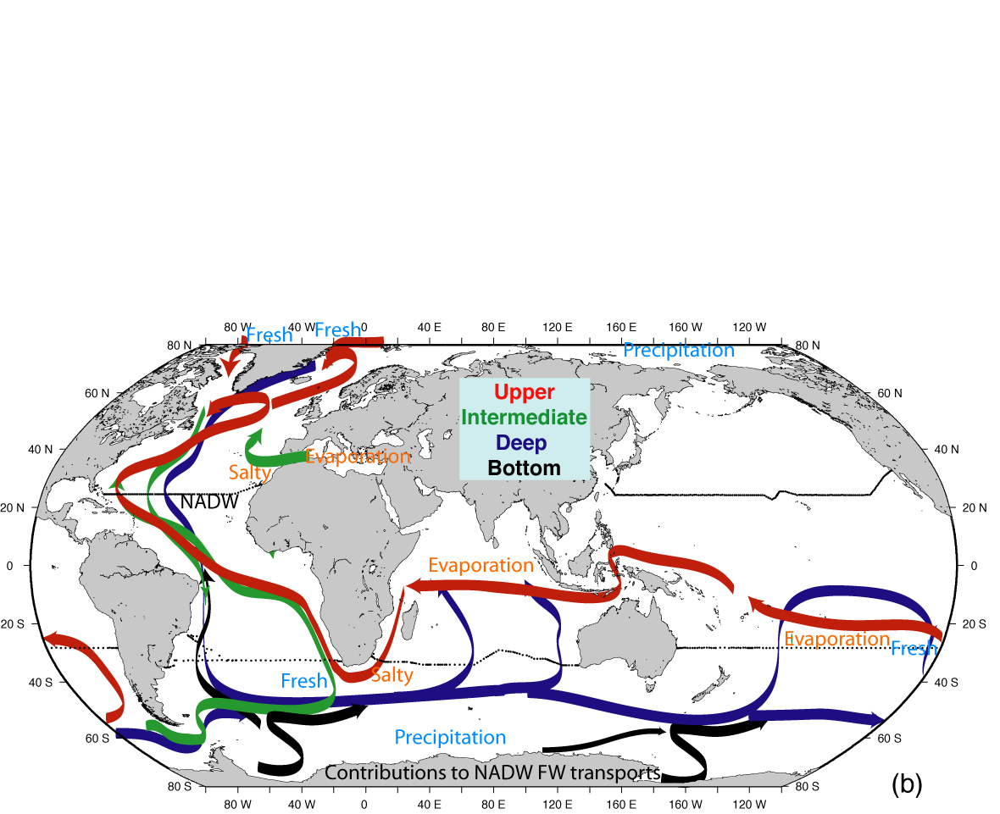 80 W 40 W 0 40 E 80 E 120 E 160 E 160 W 120 W
Fresh Fresh
80 N Precipitation 80 N
60 N 60 N
Upper
Intermediate
Deep
Bottom
40 N 40 N
Evaporation
Salty
NADW
20 N 20 N
0 Evaporation 0
20 S 20 S
Evaporation
Fresh
40 S Fresh Salty 40 S
60 S Precipitation 60 S
Contributions to NADW FW transports
80 S 80 S
(b)
80 W 40 W 0 40 E 80 E 120 E 160 E 160 W 120 W